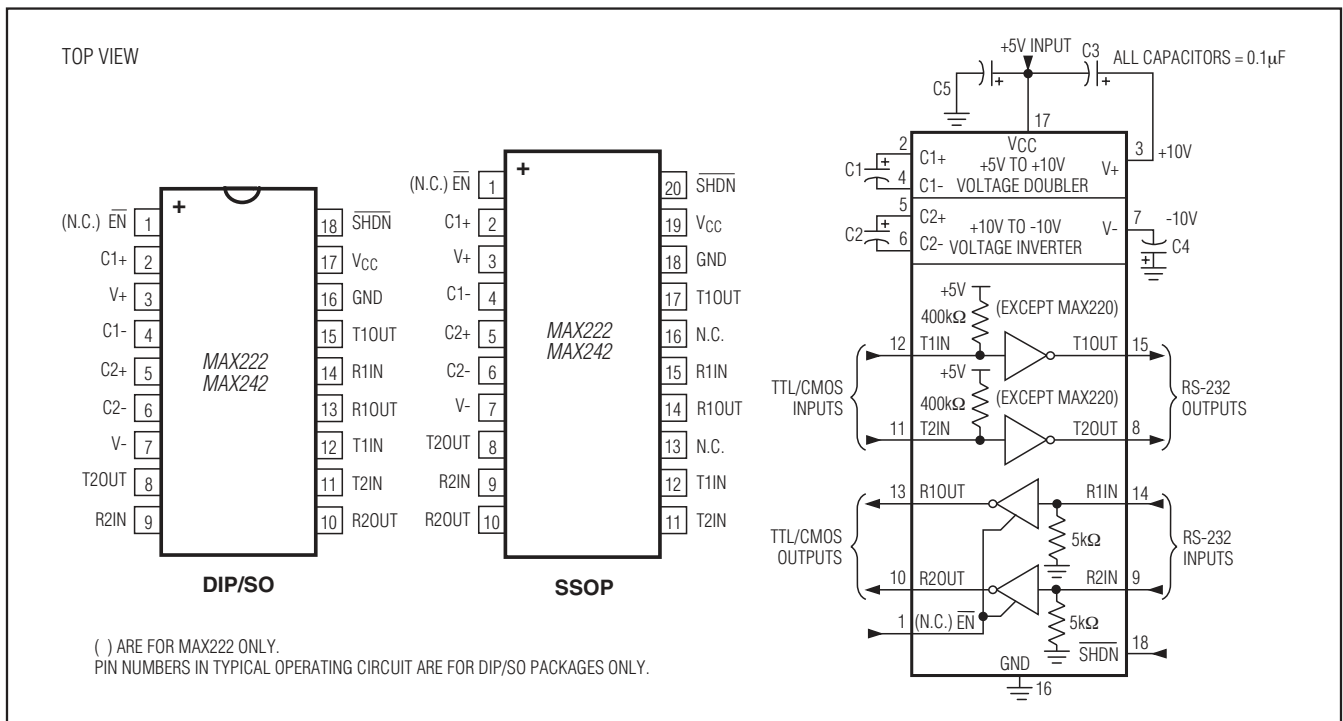 TOP VIEW
+
(N.C.) EN 1
C1+ 2
V+ 3
C1- 4
C2+ 5
C2- 6
V- 7
T2OUT 8
R2IN 9
18 SHDN
17 VCC
16 GND
15 T1OUT
14 R1IN
13 R1OUT
12 T1IN
11 T2IN
10 R2OUT
MAX222
MAX242
DIP/SO
+
(N.C.) EN 1
C1+ 2
V+ 3
C1- 4
C2+ 5
C2- 6
V- 7
T2OUT 8
R2IN 9
R2OUT 10
20 SHDN
19 VCC
18 GND
17 T1OUT
16 N.C.
15 R1IN
14 R1OUT
13 N.C.
12 T1IN
11 T2IN
MAX222
MAX242
SSOP
( ) ARE FOR MAX222 ONLY.
PIN NUMBERS IN TYPICAL OPERATING CIRCUIT ARE FOR DIP/SO PACKAGES ONLY.
+5V INPUT C3 ALL CAPACITORS = 0.1μF
C5 + +
17
VCC
2 C1+ +5V TO +10V V+ 3 +10V
C1 +
4 C1- VOLTAGE DOUBLER
5 C2+ +10V TO -10V V- 7 -10V
C2 +
6 C2- VOLTAGE INVERTER C4 +
+5V
400kΩ (EXCEPT MAX220)
12 T1IN T1OUT 15
+5V
TTL/CMOS INPUTS
400kΩ (EXCEPT MAX220)
RS-232 OUTPUTS
11 T2IN T2OUT 8
13 R1OUT R1IN 14
TTL/CMOS OUTPUTS
5kΩ
RS-232 INPUTS
10 R2OUT R2IN 9
1 (N.C.) EN 5kΩ
SHDN 18
GND
16